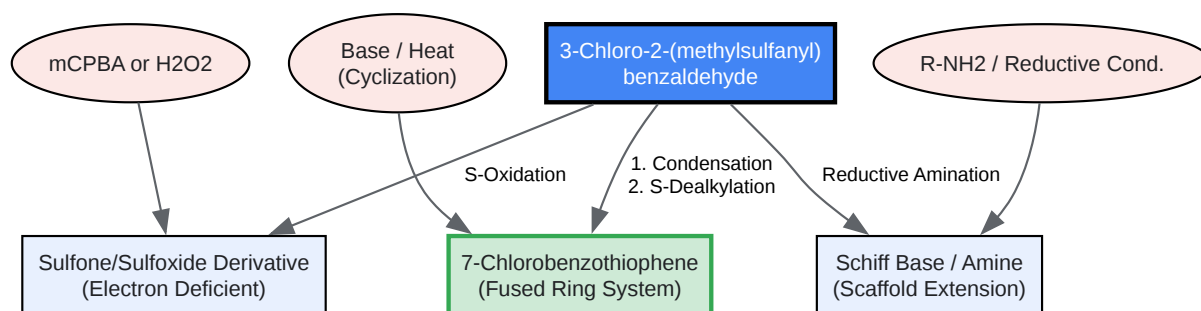 mCPBA or H2O2
Base / Heat
(Cyclization)
3-Chloro-2-(methylsulfanyl)
benzaldehyde
R-NH2 / Reductive Cond.
S-Oxidation
1. Condensation
2. S-Dealkylation
Reductive Amination
Sulfone/Sulfoxide Derivative
(Electron Deficient)
7-Chlorobenzothiophene
(Fused Ring System)
Schiff Base / Amine
(Scaffold Extension)